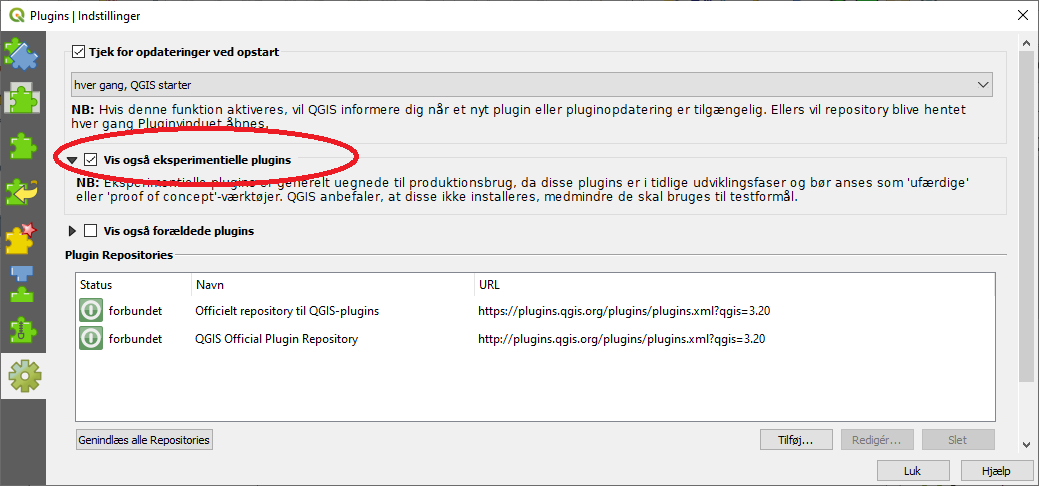 Plugins | Indstillinger
Tjek for opdateringer ved opstart
hver gang, QGIS starter
NB: Hvis denne funktion aktiveres, vil QGIS informere dig når et nyt plugin eller pluginopdatering er tilgængelig. Ellers vil repository blive hentet
hver gang Pluginvinduet åbnes.
Vis også eksperimentielle plugins
NB: Eksperimentielle plugins er generelt uegnede til produktionsbrug, da disse plugins er i tidlige udviklingsfaser og bør anses som 'ufærdige'
eller 'proof of concept'-værktøjer. QGIS anbefaler, at disse ikke installeres, medmindre de skal bruges til testformål.
Vis også forældede plugins
Plugin Repositories
Status Navn URL
forbundet Officielt repository til QGIS-plugins https://plugins.qgis.org/plugins/plugins.xml?qgis=3.20
forbundet QGIS Official Plugin Repository http://plugins.qgis.org/plugins/plugins.xml?qgis=3.20
Genindlæs alle Repositories Tilføj... Redigér... Slet
Luk Hjælp